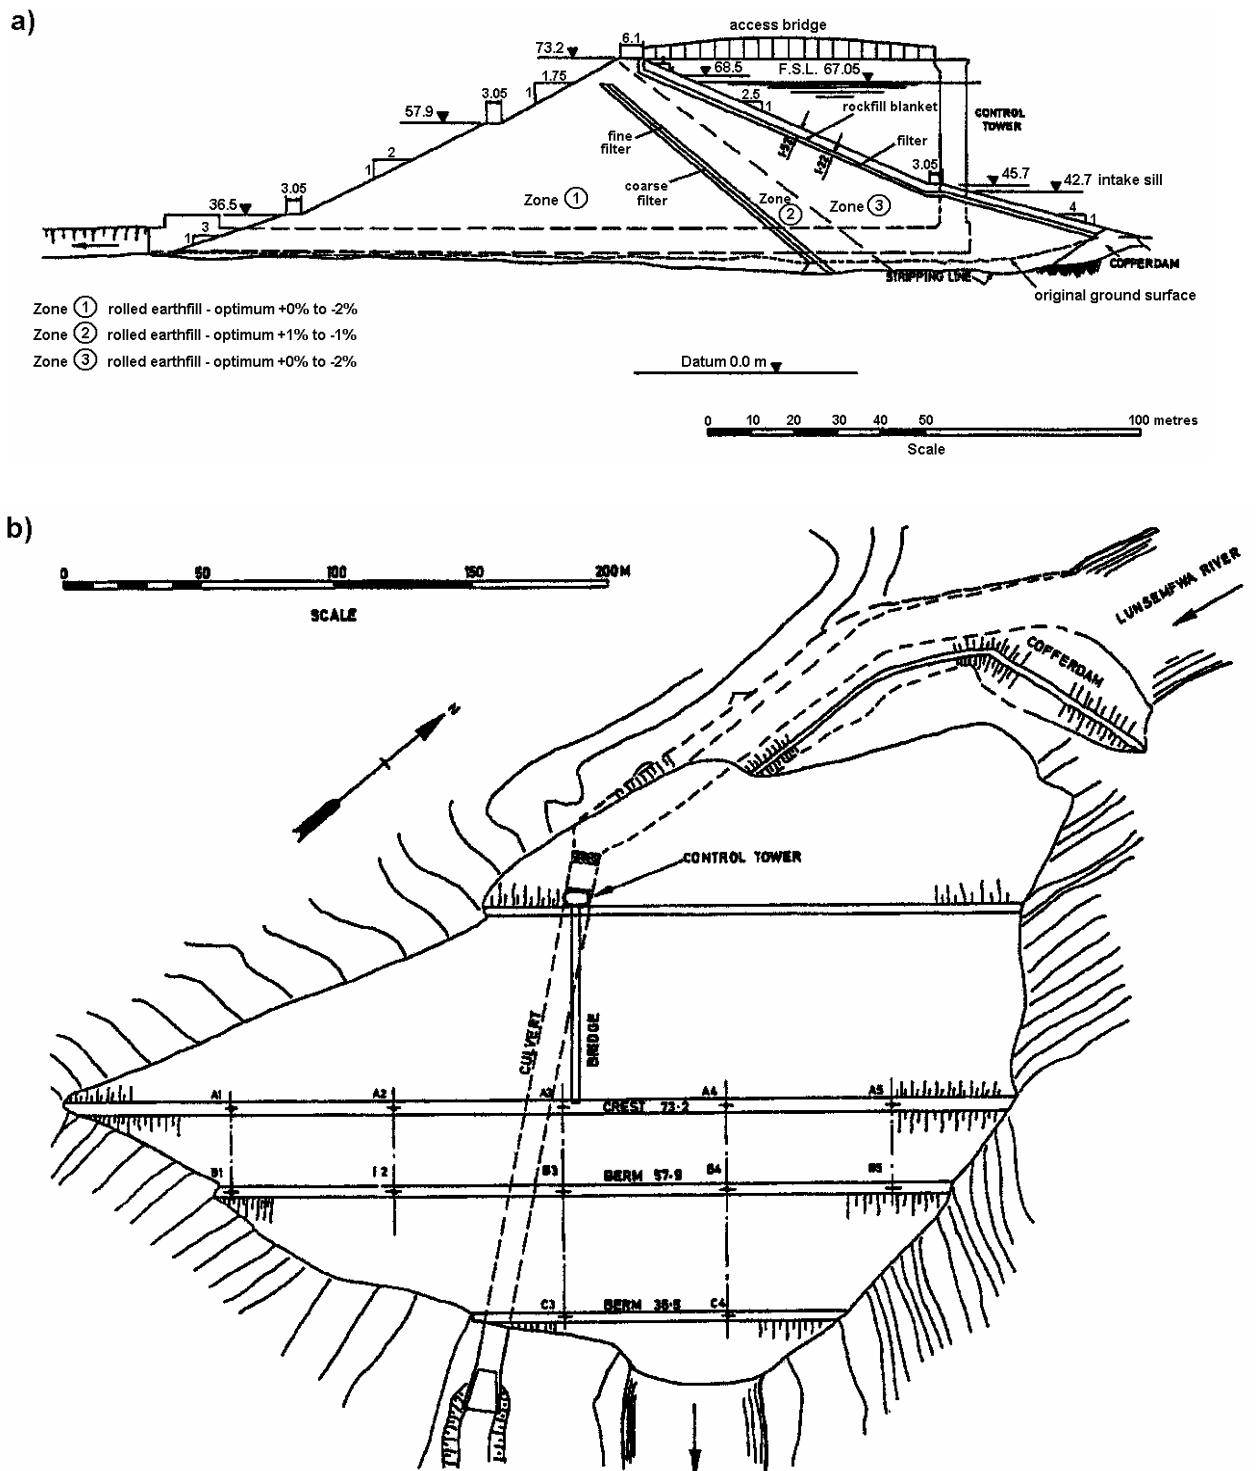 a)
access bridge
6.1
73.2
68.5
F.S.L. 67.05
1.75
1
3.05
57.9
2.5
1
rockfill blanket
CONTROL
TOWER
fine
filter
filter
1·52
1·22
2
1
3.05
coarse
filter
3.05
45.7
42.7 intake sill
Zone 1
Zone
2
Zone 3
3.05
36.5
4
1
3
1
COFFERDAM
STRIPPING LINE
original ground surface
Zone 1 rolled earthfill - optimum +0% to -2%
Zone 2 rolled earthfill - optimum +1% to -1%
Zone 3 rolled earthfill - optimum +0% to -2%
Datum 0.0 m
0 10 20 30 40 50 100 metres
Scale
b)
0 50 100 150 200M
SCALE
LUNSEMFWA RIVER
COFFERDAM
N
CONTROL TOWER
CULVERT
BRIDGE
A1 A2 A3 A4 A5
CREST 73·2
B1 B3 B4 B5
BERM 57·9
C3 C4
BERM 36·5